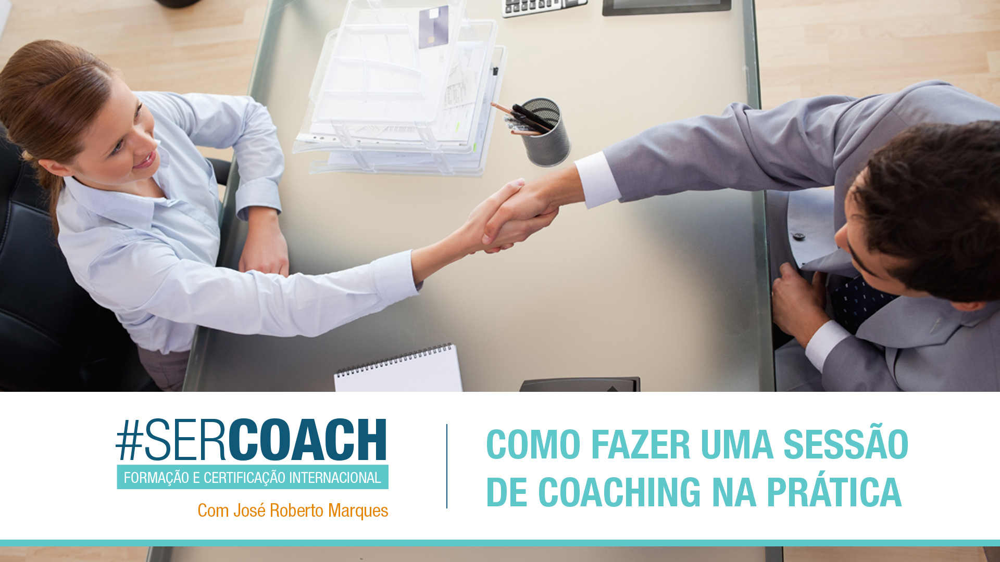 #SERCOACH
FORMAÇÃO E CERTIFICAÇÃO INTERNACIONAL
Com José Roberto Marques
COMO FAZER UMA SESSÃO
DE COACHING NA PRÁTICA